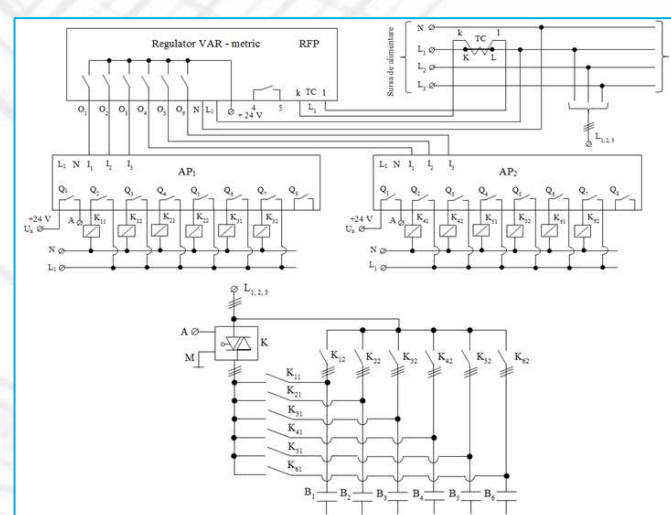 Regulator VAR - metric RFP
O₁ O₂ O₃ O₄ O₅ O₆ N L₁
+ 24 V
4 5
k TC l
L₁
Sursa de alimentare
N
L₁
L₂
L₃
k TC l
K L
L₁,₂,₃
L₁ N I₁ I₂ I₃
AP₁
Q₁ Q₂ Q₃ Q₄ Q₅ Q₆ Q₇ Q₈
+24 V
Uₐ
A K₁₁ K₁₂ K₂₁ K₂₂ K₃₁ K₃₂
N
L₁
L₁ N I₁ I₂ I₃
AP₂
Q₁ Q₂ Q₃ Q₄ Q₅ Q₆ Q₇ Q₈
+24 V
Uₐ
A K₄₁ K₄₂ K₅₁ K₅₂ K₆₁ K₆₂
N
L₁
L₁, ₂, ₃
A
K
M
K₁₂ K₂₂ K₃₂ K₄₂ K₅₂ K₆₂
K₁₁
K₂₁
K₃₁
K₄₁
K₅₁
K₆₁
B₁ B₂ B₃ B₄ B₅ B₆